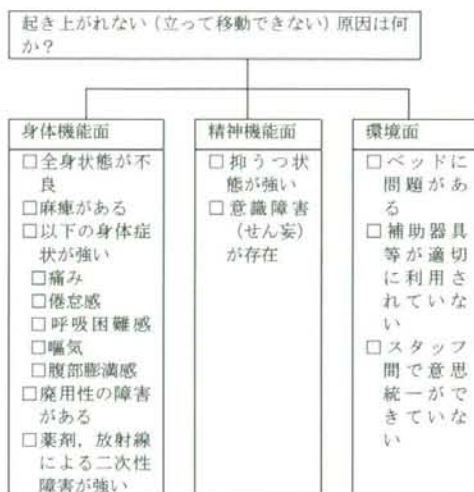 起き上がれない（立って移動できない）原因は何
か？
身体機能面
□全身状態が不
良
□麻痺がある
□以下の身体症
状が強い
□痛み
□倦怠感
□呼吸困難感
□嘔気
□腹部膨満感
□廃用性の障害
がある
□薬剤，放射線
による二次性
障害が強い
精神機能面
□抑うつ状
態が強い
□意識障害
（せん妄）
が存在
環境面
□ベッドに
問題があ
る
□補助器具
等が適切
に利用さ
れていな
い
□スタッフ
間で意思
統一がで
きていな
い